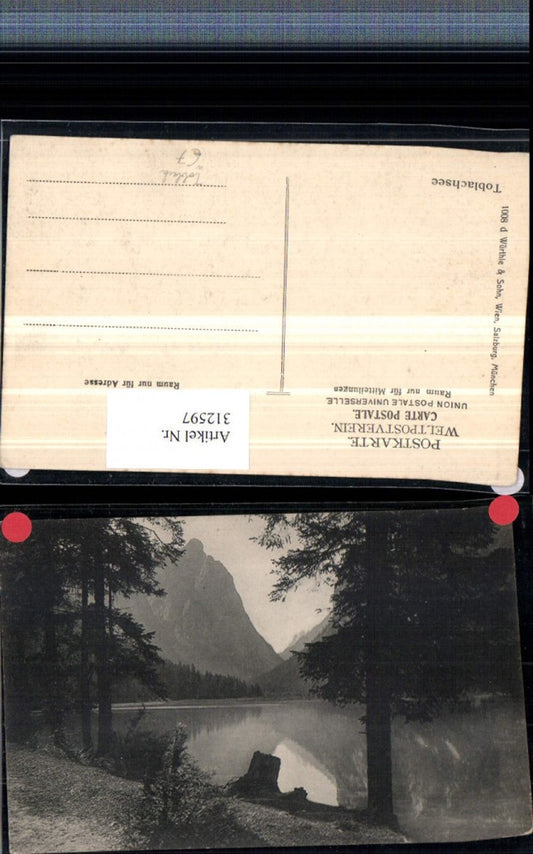 POSTKARTE.
WELTPOSTVEREIN.
CARTE POSTALE.
UNION POSTALE UNIVERSELLE.
Raum nur für Mitteilungen
Raum nur für Adresse
Artikel Nr.
312597
Toblachsee
1008 d Würthle & Sohn, Wien, Salzburg, München
67